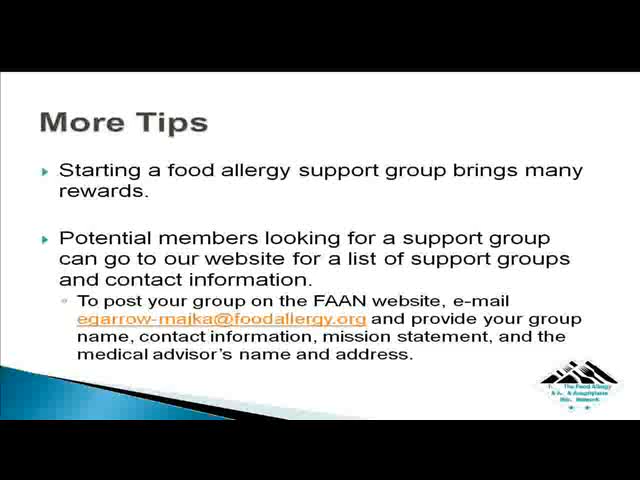 More Tips
Starting a food allergy support group brings many
rewards.
Potential members looking for a support group
can go to our website for a list of support groups
and contact information.
To post your group on the FAAN website, e-mail
egarrow-majka@foodallergy.org and provide your group
name, contact information, mission statement, and the
medical advisor's name and address.
The Food Allergy
& Anaphylaxis
Network